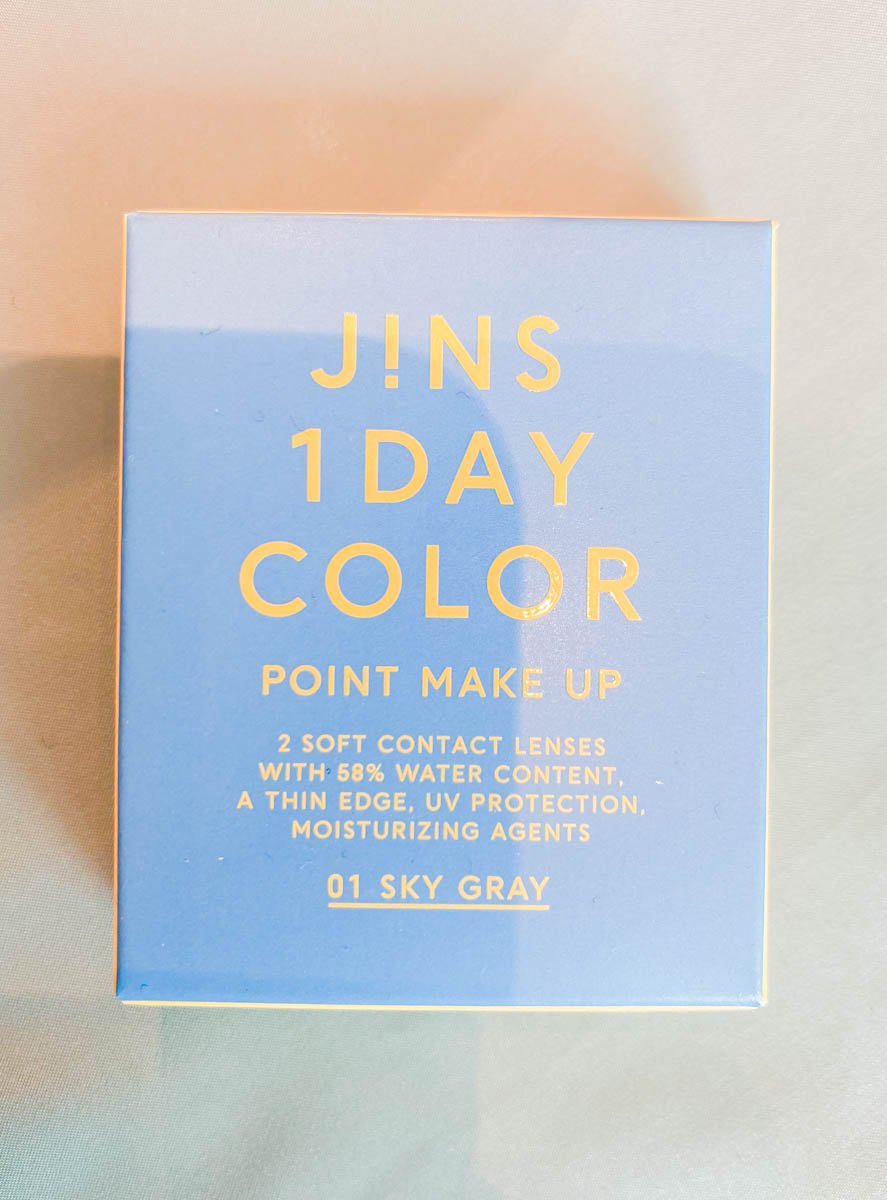 J!NS
1DAY
COLOR
POINT MAKE UP
2 SOFT CONTACT LENSES
WITH 58% WATER CONTENT,
A THIN EDGE, UV PROTECTION,
MOISTURIZING AGENTS
01 SKY GRAY